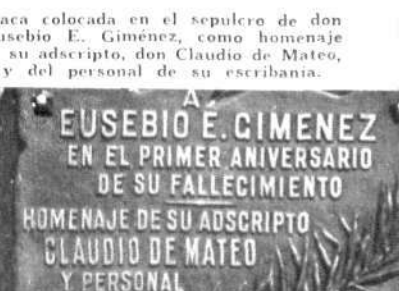 aca colocada en el sepulcro de don
usebio E. Giménez, como homenaje
su adscripto, don Claudio de Mateo,
y del personal de su escribanía.
A
EUSEBIO E. GIMENEZ
EN EL PRIMER ANIVERSARIO
DE SU FALLECIMIENTO
HOMENAJE DE SU ADSCRIPTO
CLAUDIO DE MATEO
Y PERSONAL